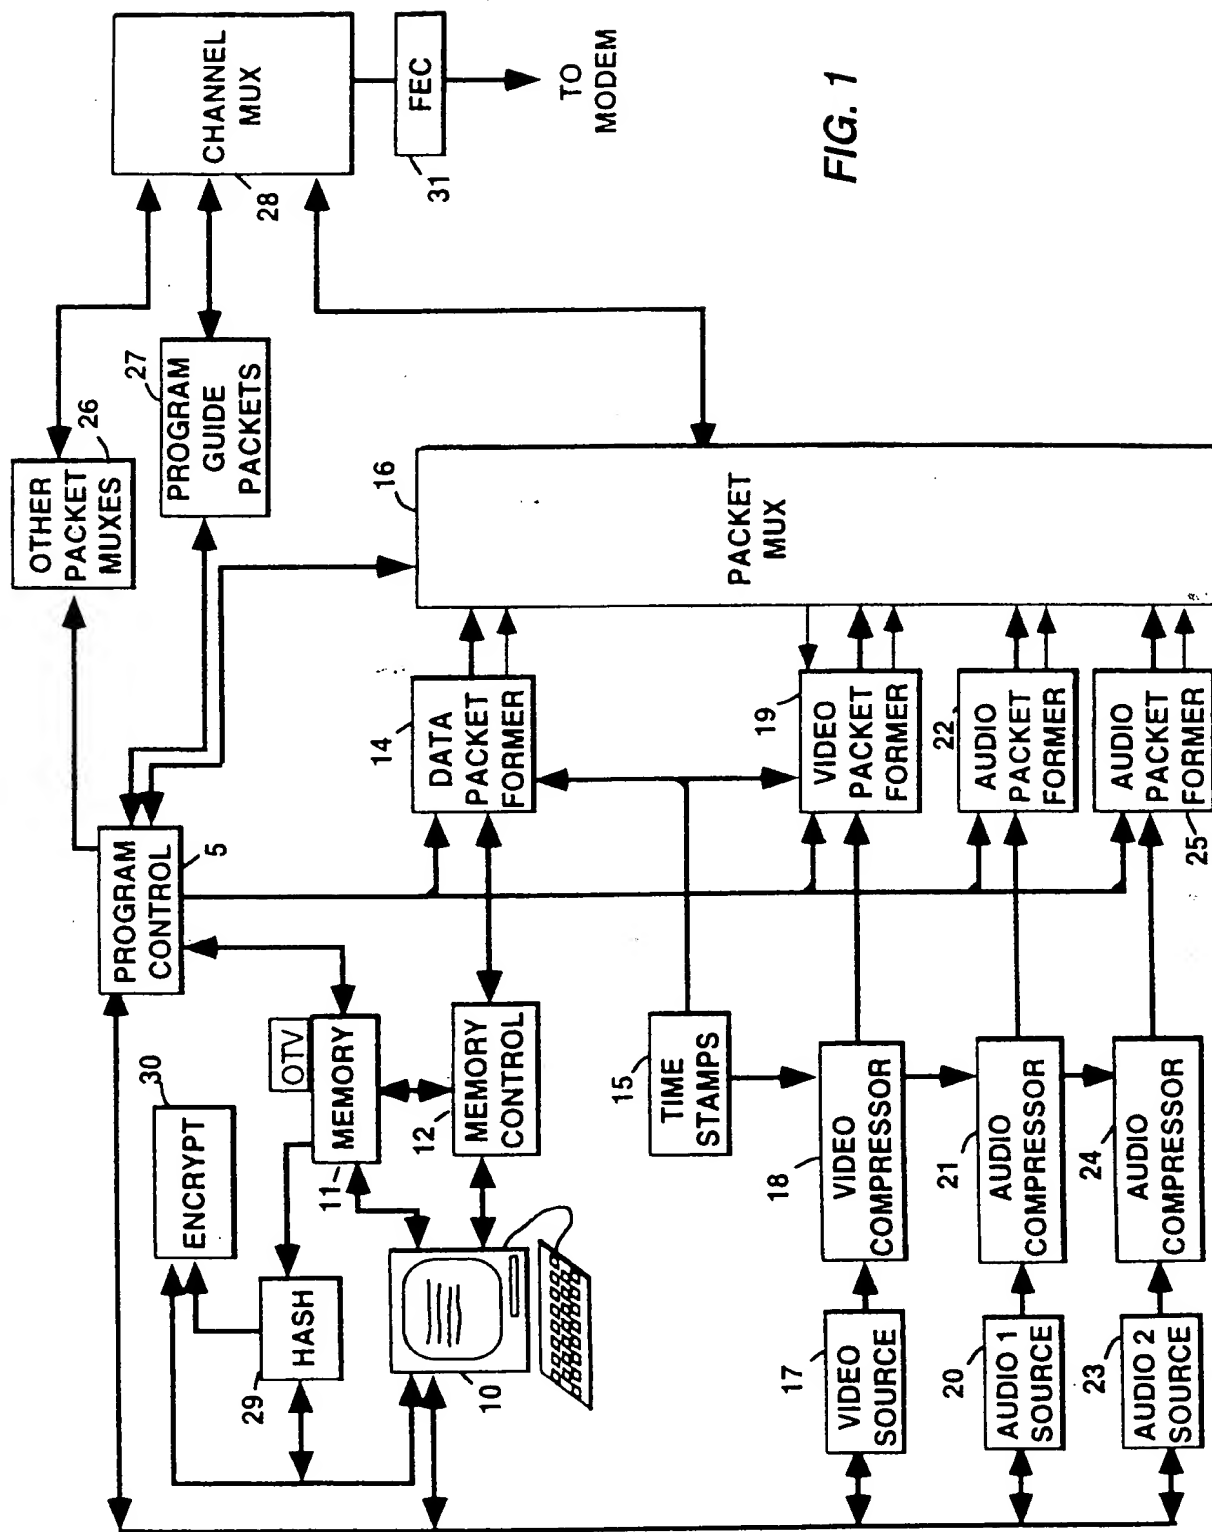 PROGRAM
CONTROL
5
OTHER
PACKET
MUXES
26
PROGRAM
GUIDE
PACKETS
27
CHANNEL
MUX
28
FEC
31
TO
MODEM
30
ENCRYPT
HASH
29
OTV
MEMORY
11
MEMORY
CONTROL
12
10
DATA
PACKET
FORMER
14
TIME
STAMPS
15
PACKET
MUX
16
VIDEO
SOURCE
17
VIDEO
COMPRESSOR
18
VIDEO
PACKET
FORMER
19
AUDIO 1
SOURCE
20
AUDIO
COMPRESSOR
21
AUDIO
PACKET
FORMER
22
AUDIO 2
SOURCE
23
AUDIO
COMPRESSOR
24
AUDIO
PACKET
FORMER
25
FIG. 1